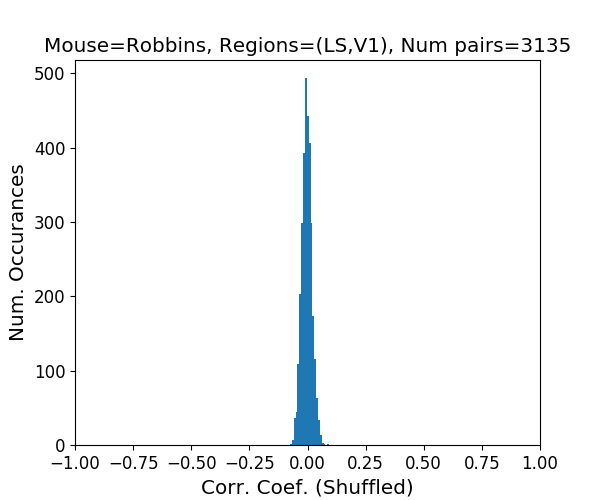 Mouse=Robbins, Regions=(LS,V1), Num pairs=3135
500
400
300
200
100
0
Num. Occurances
−1.00 −0.75 −0.50 −0.25 0.00 0.25 0.50 0.75 1.00
Corr. Coef. (Shuffled)